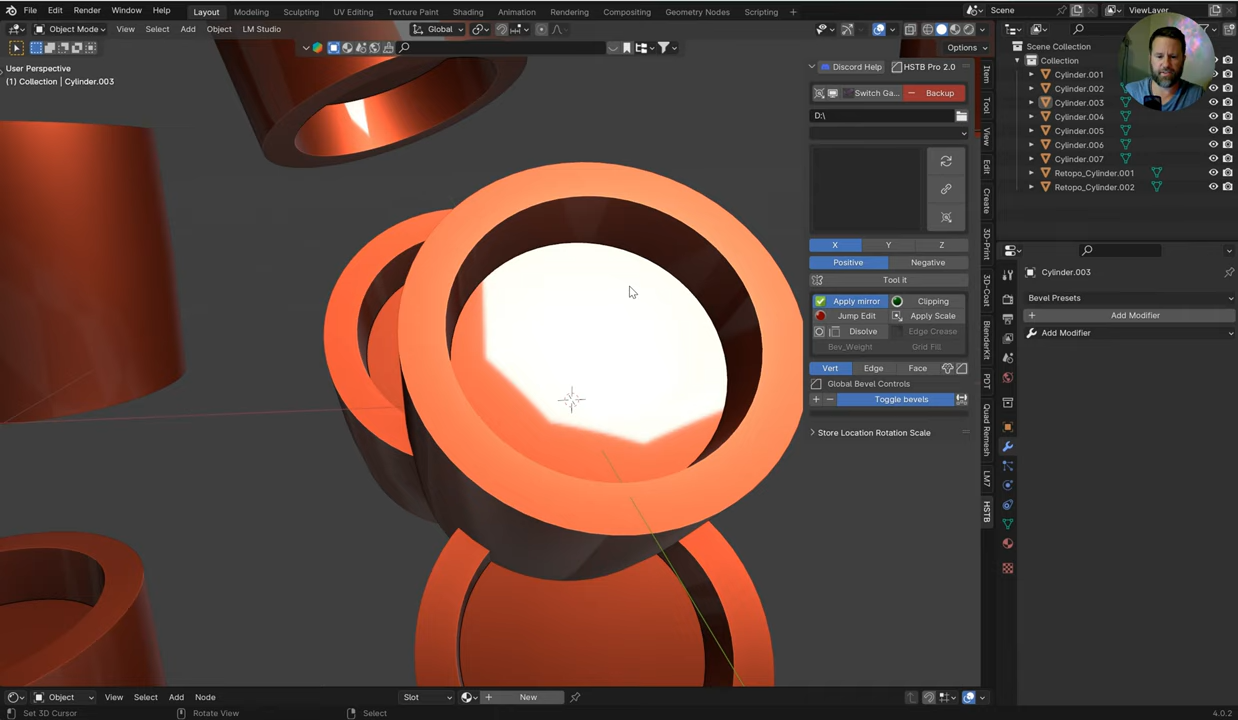 File Edit Render Window Help Layout Modeling Sculpting UV Editing Texture Paint Shading Animation Rendering Compositing Geometry Nodes Scripting + Scene ViewLayer
Object Mode View Select Add Object LM Studio Global
Options
User Perspective
(1) Collection | Cylinder.003
Discord Help HSTB Pro 2.0
Switch Ga... Backup
D:\
X Y Z
Positive Negative
Tool it
Apply mirror Clipping
Jump Edit Apply Scale
Disolve Edge Crease
Bev_Weight Grid Fill
Vert Edge Face
Global Bevel Controls
+ − Toggle bevels
Store Location Rotation Scale
Item
Tool
View
Edit
Create
3D-Print
3D-Coat
BlenderKit
PDT
Quad Remesh
LM7
HSTB
Scene Collection
Collection
Cylinder.001
Cylinder.002
Cylinder.003
Cylinder.004
Cylinder.005
Cylinder.006
Cylinder.007
Retopo_Cylinder.001
Retopo_Cylinder.002
Cylinder.003
Bevel Presets
+ Add Modifier
Add Modifier
Object View Select Add Node Slot + New
Set 3D Cursor Rotate View Select 4.0.2